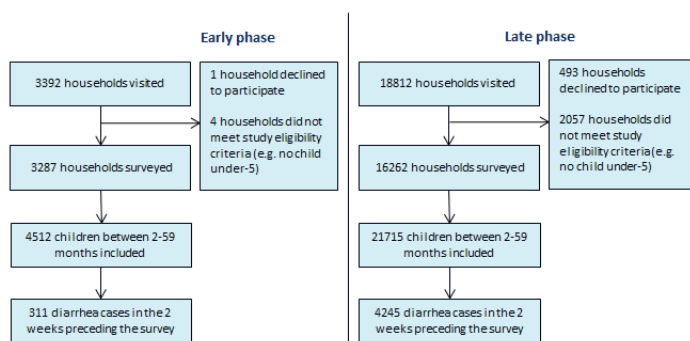 Early phase
3392 households visited
1 household declined
to participate
4 households did not
meet study eligibility
criteria (e.g. no child
under-5)
3287 households surveyed
4512 children between 2-59
months included
311 diarrhea cases in the 2
weeks preceding the survey
Late phase
18812 households visited
493 households
declined to participate
2057 households did
not meet study
eligibility criteria (e.g.
no child under-5)
16262 households surveyed
21715 children between 2-59
months included
4245 diarrhea cases in the 2
weeks preceding the survey